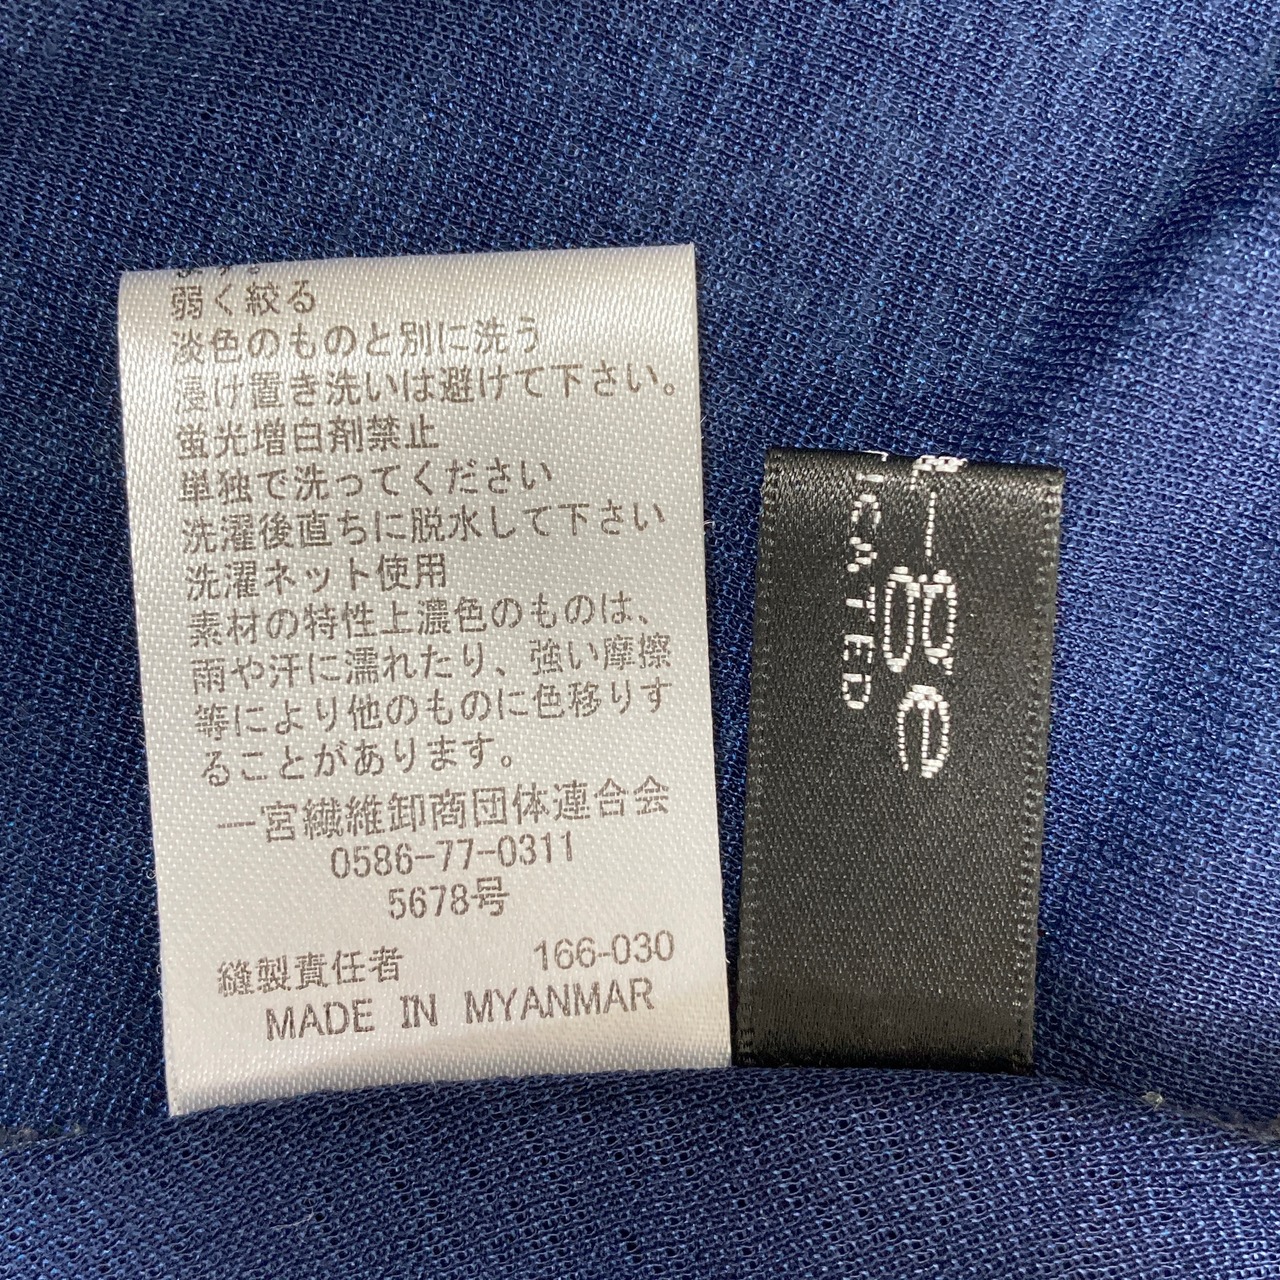 ます。
弱く絞る
淡色のものと別に洗う
浸け置き洗いは避けて下さい。
蛍光増白剤禁止
単独で洗ってください
洗濯後直ちに脱水して下さい
洗濯ネット使用
素材の特性上濃色のものは、
雨や汗に濡れたり、強い摩擦
等により他のものに色移りす
ることがあります。
一宮繊維卸商団体連合会
0586-77-0311
5678号
縫製責任者 166-030
MADE IN MYANMAR
-ge
ICATED